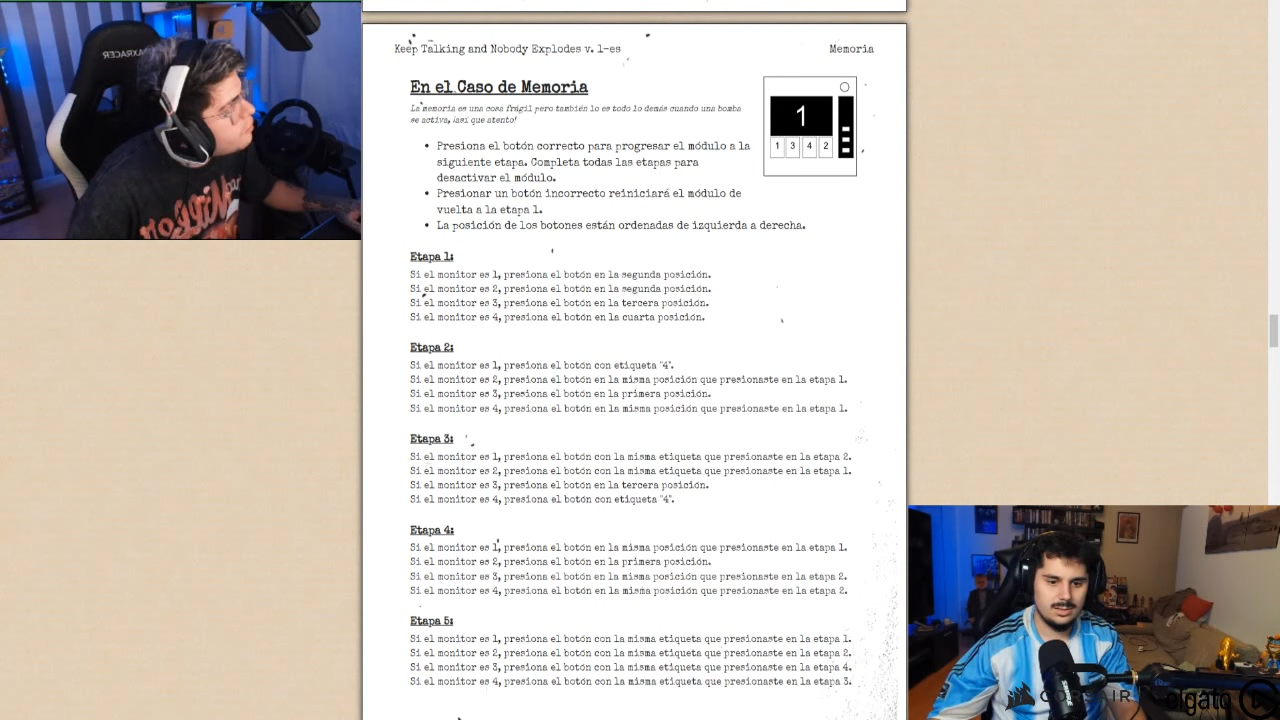 Keep Talking and Nobody Explodes v. 1-es
Memoria
En el Caso de Memoria
La memoria es una cosa frágil pero también lo es todo lo demás cuando una bomba
se activa, ¡así que atento!
1
1 3 4 2
• Presiona el botón correcto para progresar el módulo a la
siguiente etapa. Completa todas las etapas para
desactivar el módulo.
• Presionar un botón incorrecto reiniciará el módulo de
vuelta a la etapa 1.
• La posición de los botones están ordenadas de izquierda a derecha.
Etapa 1:
Si el monitor es 1, presiona el botón en la segunda posición.
Si el monitor es 2, presiona el botón en la segunda posición.
Si el monitor es 3, presiona el botón en la tercera posición.
Si el monitor es 4, presiona el botón en la cuarta posición.
Etapa 2:
Si el monitor es 1, presiona el botón con etiqueta "4".
Si el monitor es 2, presiona el botón en la misma posición que presionaste en la etapa 1.
Si el monitor es 3, presiona el botón en la primera posición.
Si el monitor es 4, presiona el botón en la misma posición que presionaste en la etapa 1.
Etapa 3:
Si el monitor es 1, presiona el botón con la misma etiqueta que presionaste en la etapa 2.
Si el monitor es 2, presiona el botón con la misma etiqueta que presionaste en la etapa 1.
Si el monitor es 3, presiona el botón en la tercera posición.
Si el monitor es 4, presiona el botón con etiqueta "4".
Etapa 4:
Si el monitor es 1, presiona el botón en la misma posición que presionaste en la etapa 1.
Si el monitor es 2, presiona el botón en la primera posición.
Si el monitor es 3, presiona el botón en la misma posición que presionaste en la etapa 2.
Si el monitor es 4, presiona el botón en la misma posición que presionaste en la etapa 2.
Etapa 5:
Si el monitor es 1, presiona el botón con la misma etiqueta que presionaste en la etapa 1.
Si el monitor es 2, presiona el botón con la misma etiqueta que presionaste en la etapa 2.
Si el monitor es 3, presiona el botón con la misma etiqueta que presionaste en la etapa 4.
Si el monitor es 4, presiona el botón con la misma etiqueta que presionaste en la etapa 3.
AXRACER
CORSAIR
elgato